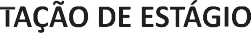 TAÇÃO DE ESTÁGIO